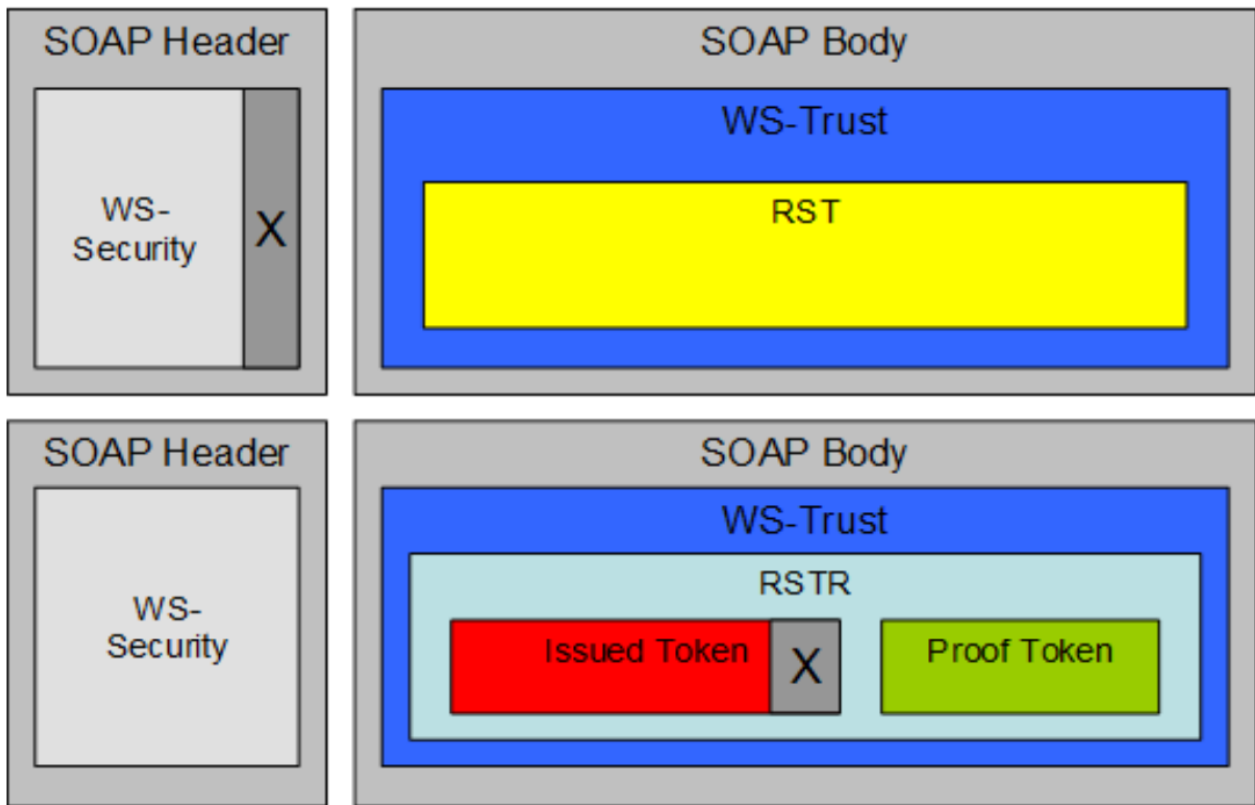 SOAP Header
WS-
Security
X
SOAP Body
WS-Trust
RST
SOAP Header
WS-
Security
SOAP Body
WS-Trust
RSTR
Issued Token
X
Proof Token